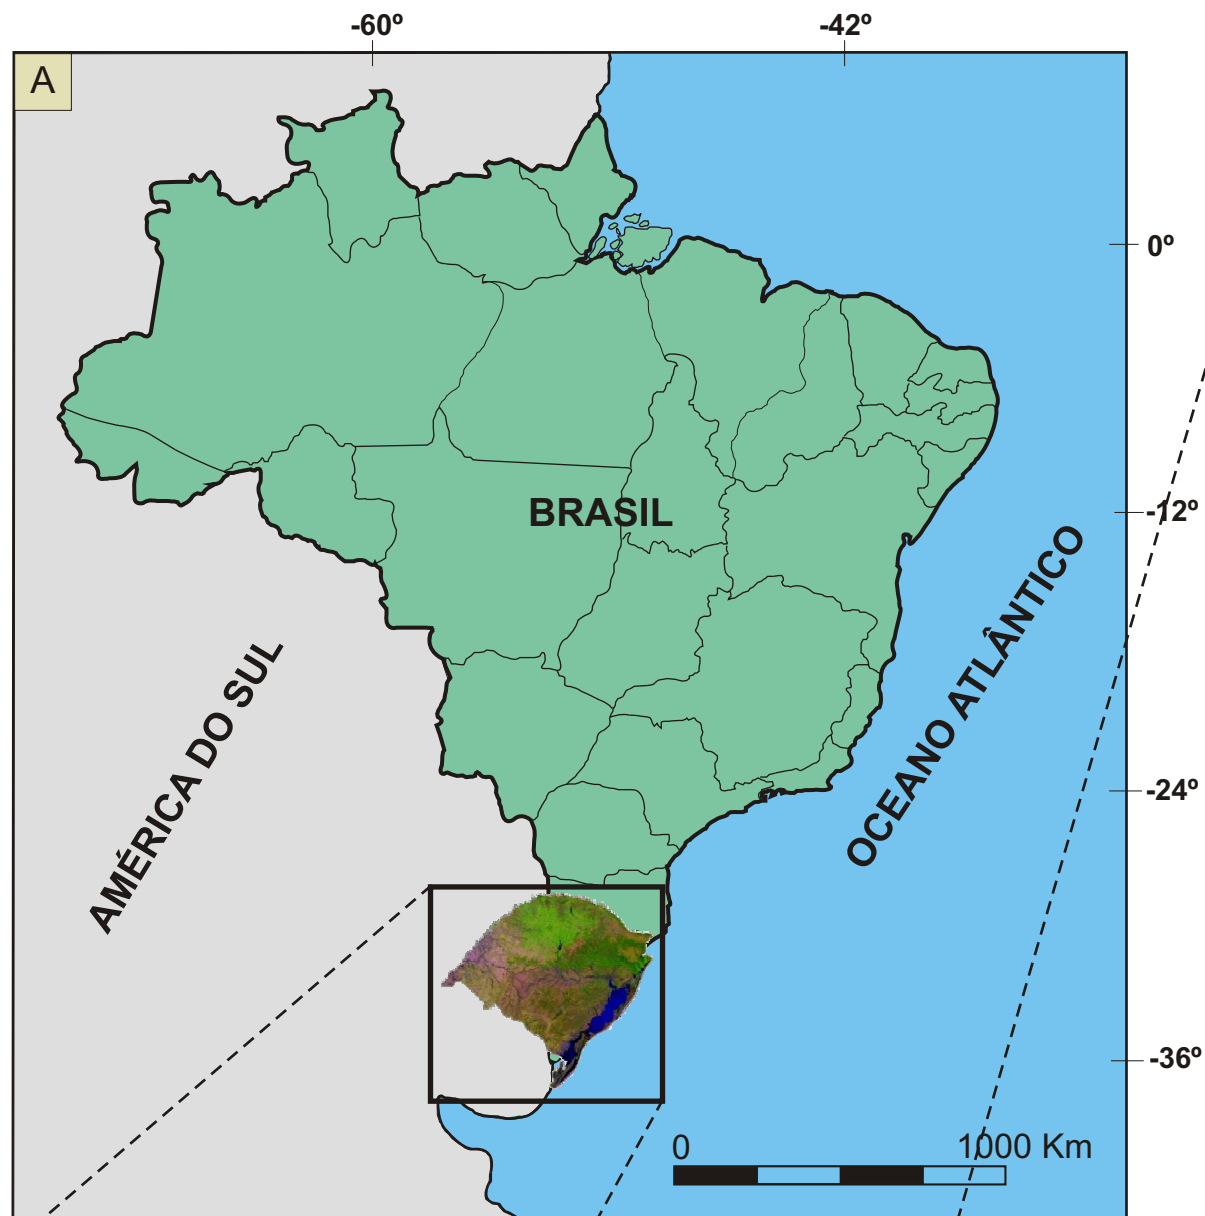 -60º
-42º
A
0º
BRASIL
-12º
AMÉRICA DO SUL
OCEANO ATLÂNTICO
-24º
-36º
0
1000 Km